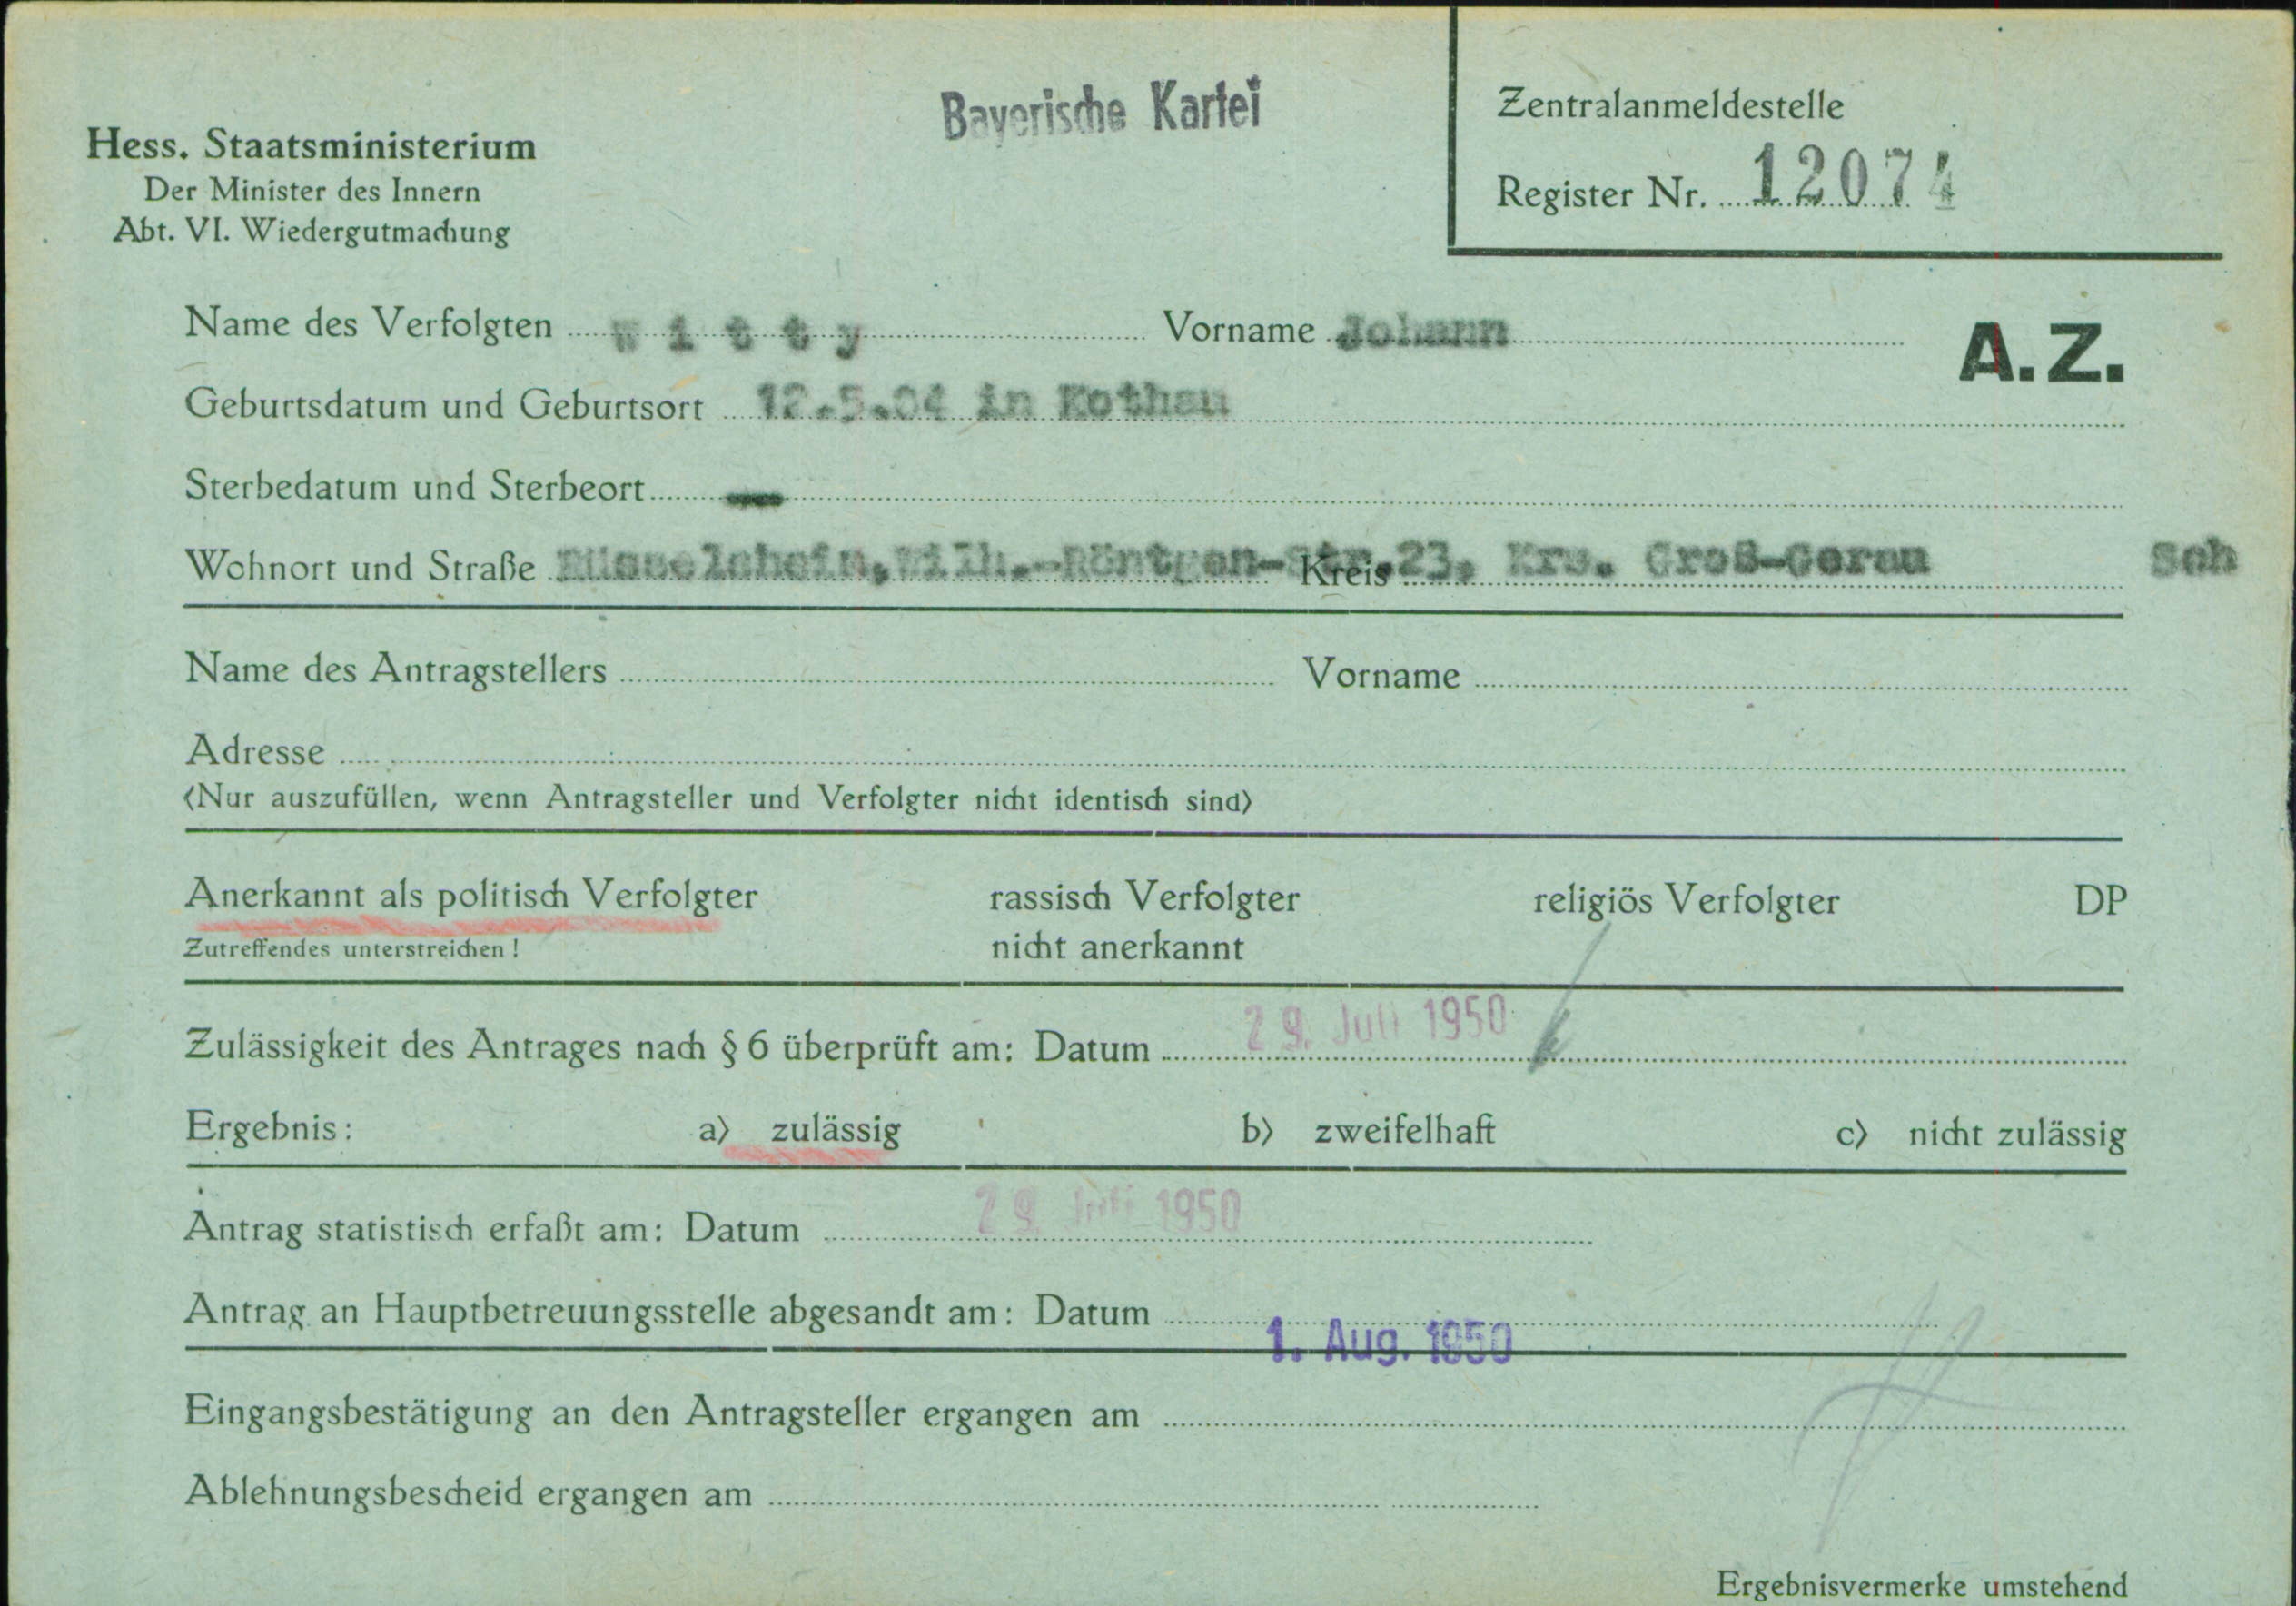 Bayerische Kartei
Hess. Staatsministerium
Der Minister des Innern
Abt. VI. Wiedergutmachung
Zentralanmeldestelle
Register Nr. 12074
Name des Verfolgten W i t t y Vorname Johann
A.Z.
Geburtsdatum und Geburtsort 12.5.04 in Kothau
Sterbedatum und Sterbeort —
Wohnort und Straße Rüsselsheim, Wilh.-Röntgen-Str.23, Kreis Krs. Groß-Gerau Sch
Name des Antragstellers Vorname
Adresse
(Nur auszufüllen, wenn Antragsteller und Verfolgter nicht identisch sind)
Anerkannt als politisch Verfolgter rassisch Verfolgter religiös Verfolgter DP
Zutreffendes unterstreichen ! nicht anerkannt
Zulässigkeit des Antrages nach § 6 überprüft am: Datum 29. Juli 1950
Ergebnis: a) zulässig b) zweifelhaft c) nicht zulässig
Antrag statistisch erfaßt am: Datum 29. Juli 1950
Antrag an Hauptbetreuungsstelle abgesandt am: Datum 1. Aug. 1950
Eingangsbestätigung an den Antragsteller ergangen am
Ablehnungsbescheid ergangen am
Ergebnisvermerke umstehend